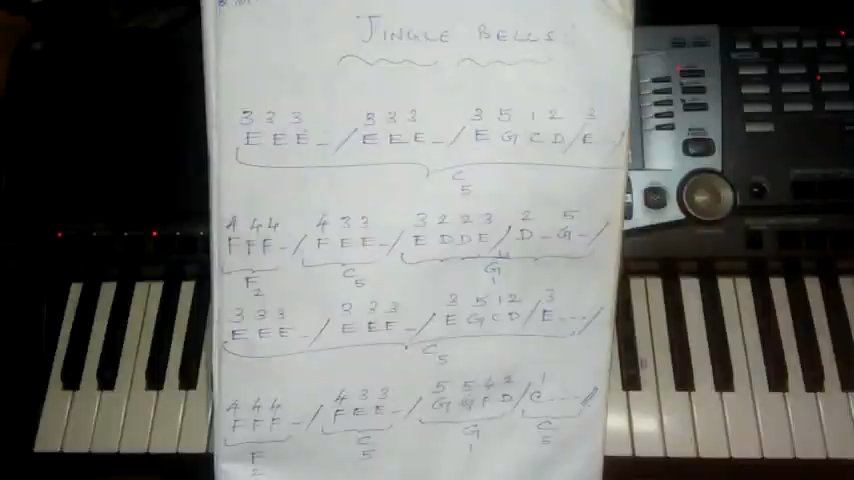 JINGLE BELLS
3 3 3 3 3 3 3 5 1 2 3
E E E - / E E E - / E G C D / E - -
C
5
4 4 4 4 3 3 3 2 2 3 2 5
F F F - / F E E - / E D D E / D - G - /
F C G
2 5 1
3 3 3 3 3 3 3 5 1 2 3
E E E - / E E E - / E G C D / E - - - /
C
5
4 4 4 4 3 3 5 5 4 2 1
F F F - / F E E - / G G F D / C - - - //
F C G C
2 5 1 5